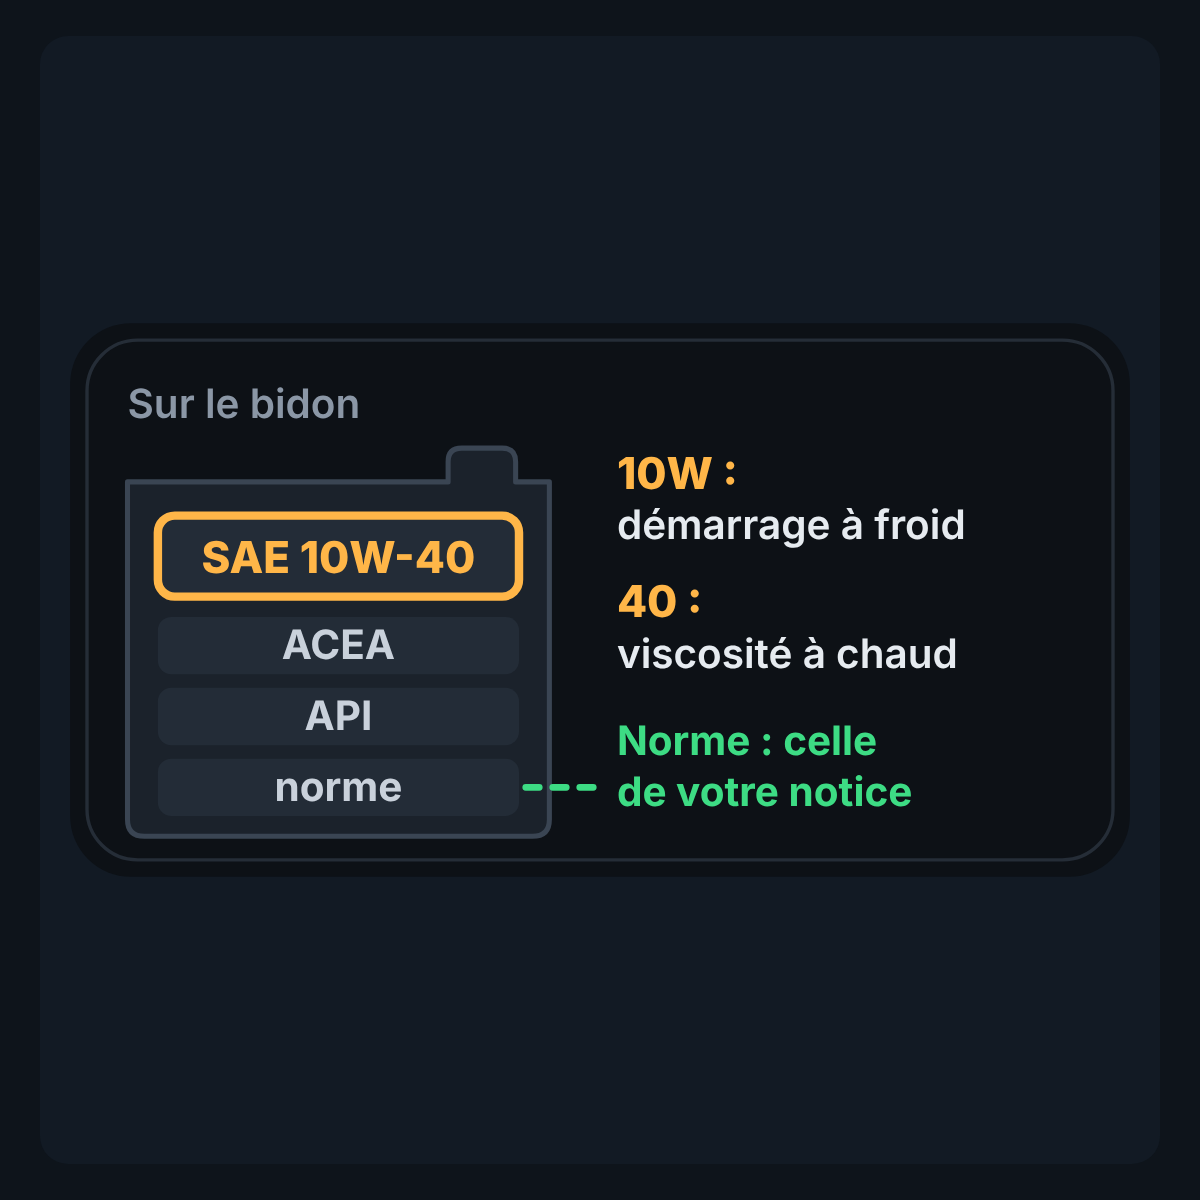 Sur le bidon
SAE 10W-40
ACEA
API
norme
10W :
démarrage à froid
40 :
viscosité à chaud
Norme : celle
de votre notice